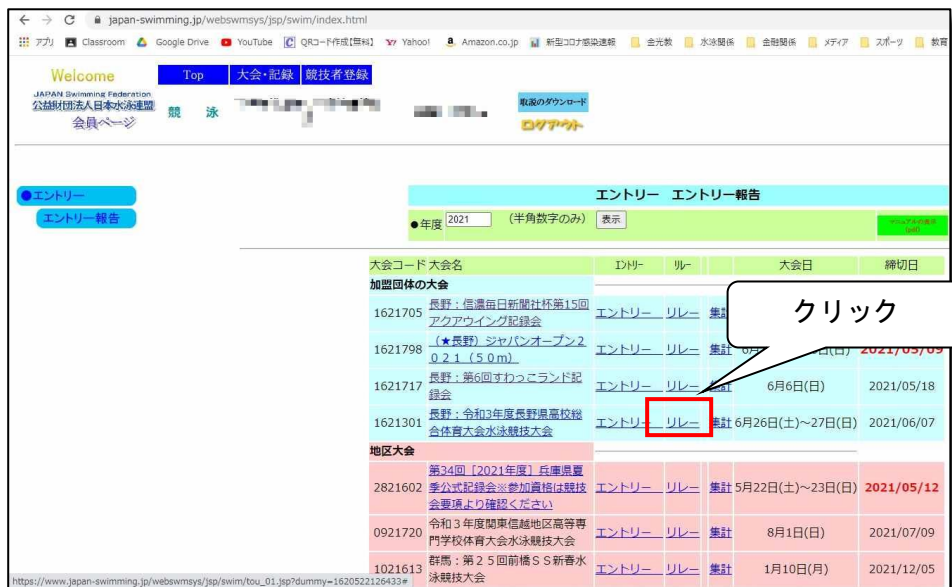 japan-swimming.jp/webswmsys/jsp/swim/index.html
アプリ Classroom Google Drive YouTube QRコード作成【無料】 Yahoo! Amazon.co.jp 新型コロナ感染速報 金光教 水泳関係 金融関係 メディア スポーツ 教育
Welcome Top 大会・記録 競技者登録
JAPAN Swimming Federation
公益財団法人日本水泳連盟
会員ページ
競 泳
取説のダウンロード
ログアウト
●エントリー
エントリー報告
エントリー エントリー報告
●年度 2021 (半角数字のみ) 表示
大会コード 大会名 エントリー リレー 大会日 締切日
加盟団体の大会
1621705 長野:信濃毎日新聞社杯第15回アクアウイング記録会 エントリー リレー 集計
1621798 (★長野)ジャパンオープン2021(50m) エントリー リレー 集計 (日) 2021/05/09
1621717 長野:第6回すわっこランド記録会 エントリー リレー 集計 6月6日(日) 2021/05/18
1621301 長野:令和3年度長野県高校総合体育大会水泳競技大会 エントリー リレー 集計 6月26日(土)~27日(日) 2021/06/07
クリック
地区大会
2821602 第34回[2021年度]兵庫県夏季公式記録会※参加資格は競技会要項より確認ください エントリー リレー 集計 5月22日(土)~23日(日) 2021/05/12
0921720 令和3年度関東信越地区高等専門学校体育大会水泳競技大会 エントリー リレー 集計 8月1日(日) 2021/07/09
1021613 群馬:第25回前橋SS新春水泳競技大会 エントリー リレー 集計 1月10日(月) 2021/12/05
https://www.japan-swimming.jp/webswmsys/jsp/swim/tou_01.jsp?dummy=1620522126433#